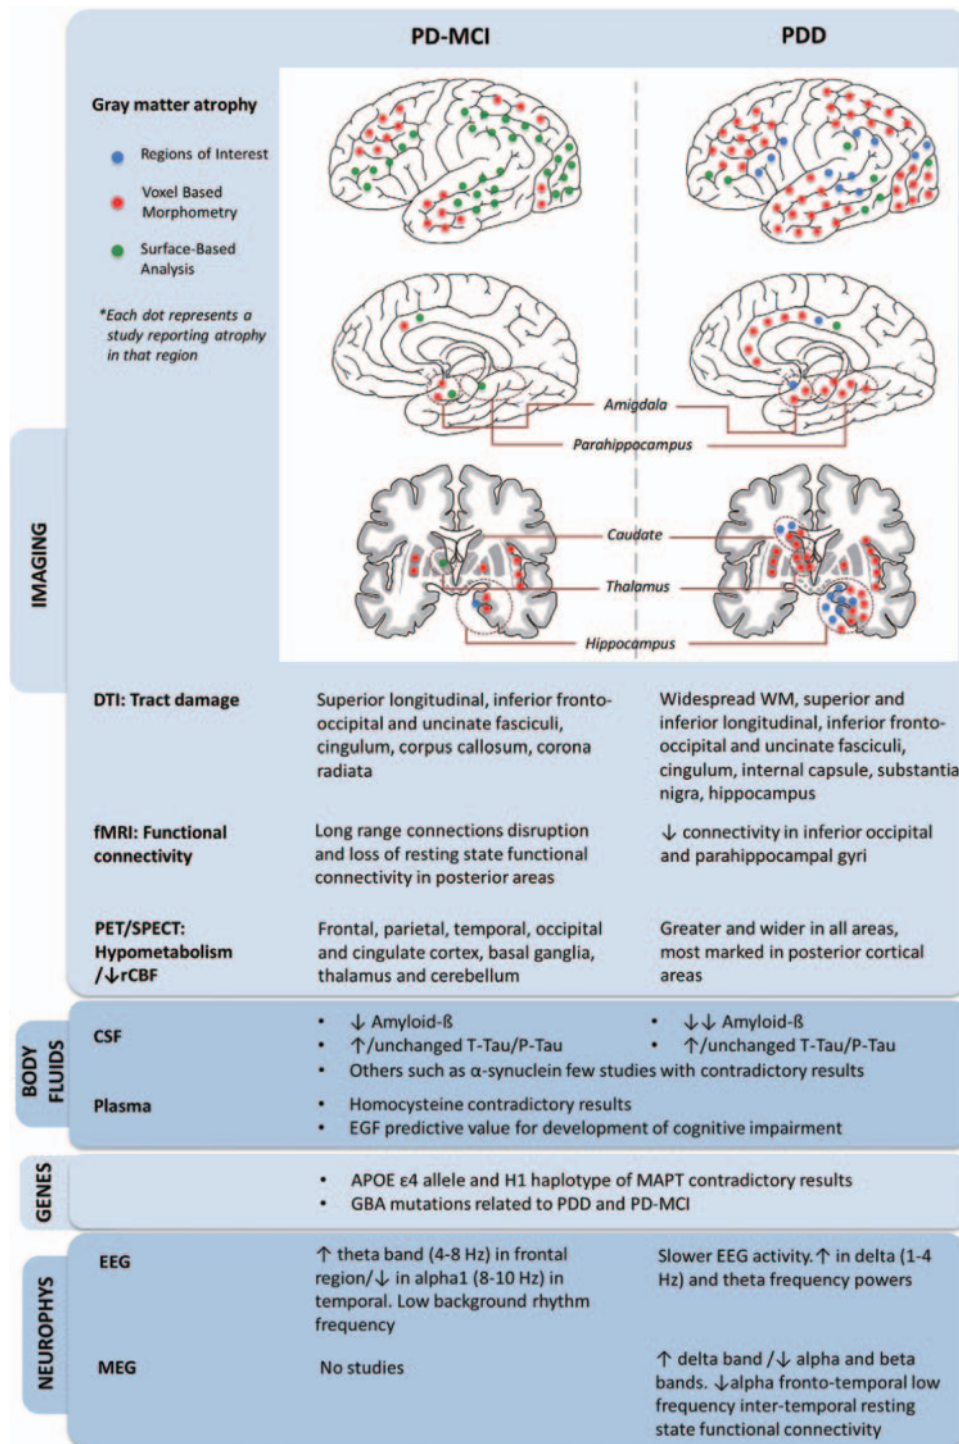 PD-MCI
PDD
Gray matter atrophy
Regions of Interest
Voxel Based
Morphometry
Surface-Based
Analysis
*Each dot represents a
study reporting atrophy
in that region
Amigdala
Parahippocampus
Caudate
Thalamus
Hippocampus
IMAGING
DTI: Tract damage
Superior longitudinal, inferior fronto-
occipital and uncinate fasciculi,
cingulum, corpus callosum, corona
radiata
Widespread WM, superior and
inferior longitudinal, inferior fronto-
occipital and uncinate fasciculi,
cingulum, internal capsule, substantia
nigra, hippocampus
fMRI: Functional
connectivity
Long range connections disruption
and loss of resting state functional
connectivity in posterior areas
↓ connectivity in inferior occipital
and parahippocampal gyri
PET/SPECT:
Hypometabolism
/↓rCBF
Frontal, parietal, temporal, occipital
and cingulate cortex, basal ganglia,
thalamus and cerebellum
Greater and wider in all areas,
most marked in posterior cortical
areas
BODY
FLUIDS
CSF
• ↓ Amyloid-ß
• ↑/unchanged T-Tau/P-Tau
• ↓↓ Amyloid-ß
• ↑/unchanged T-Tau/P-Tau
• Others such as α-synuclein few studies with contradictory results
Plasma
• Homocysteine contradictory results
• EGF predictive value for development of cognitive impairment
GENES
• APOE ε4 allele and H1 haplotype of MAPT contradictory results
• GBA mutations related to PDD and PD-MCI
NEUROPHYS
EEG
↑ theta band (4-8 Hz) in frontal
region/↓ in alpha1 (8-10 Hz) in
temporal. Low background rhythm
frequency
Slower EEG activity.↑ in delta (1-4
Hz) and theta frequency powers
MEG
No studies
↑ delta band /↓ alpha and beta
bands. ↓alpha fronto-temporal low
frequency inter-temporal resting
state functional connectivity